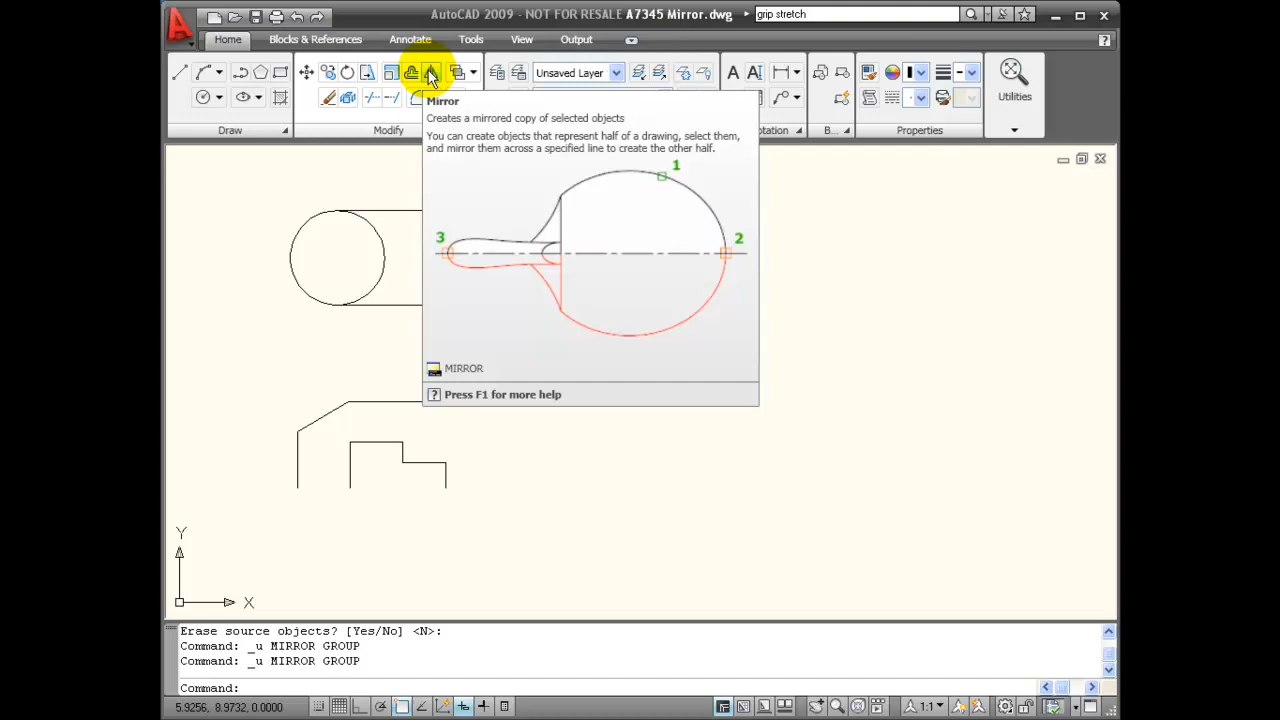 AutoCAD 2009 - NOT FOR RESALE A7345 Mirror.dwg
grip stretch
Home
Blocks & References
Annotate
Tools
View
Output
Unsaved Layer
Utilities
Draw
Modify
otation
B...
Properties
Mirror
Creates a mirrored copy of selected objects
You can create objects that represent half of a drawing, select them,
and mirror them across a specified line to create the other half.
1
2
3
MIRROR
Press F1 for more help
Y
X
Erase source objects? [Yes/No] <N>:
Command: _u MIRROR GROUP
Command: _u MIRROR GROUP
Command:
5.9256, 8.9732, 0.0000
1:1